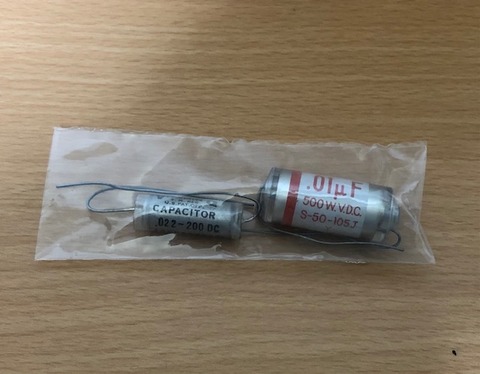 CAPACITOR
.022-200 DC
.01µF
500 W.V.D.C.
S-50-105J